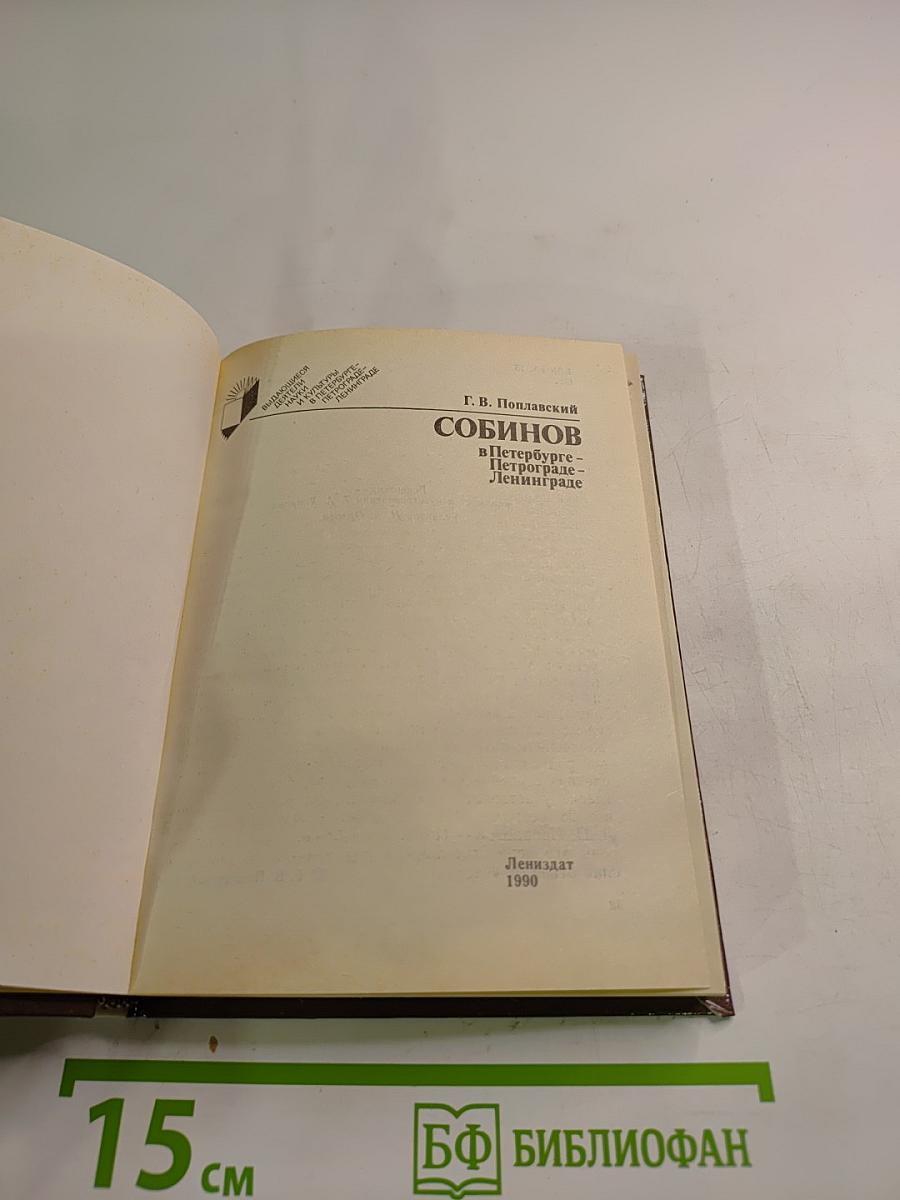 ВЫДАЮЩИЕСЯ
ДЕЯТЕЛИ
НАУКИ
И КУЛЬТУРЫ
В ПЕТЕРБУРГЕ–
ПЕТРОГРАДЕ–
ЛЕНИНГРАДЕ
Г. В. Поплавский
СОБИНОВ
в Петербурге –
Петрограде –
Ленинграде
Лениздат
1990
15 см
БФ БИБЛИОФАН